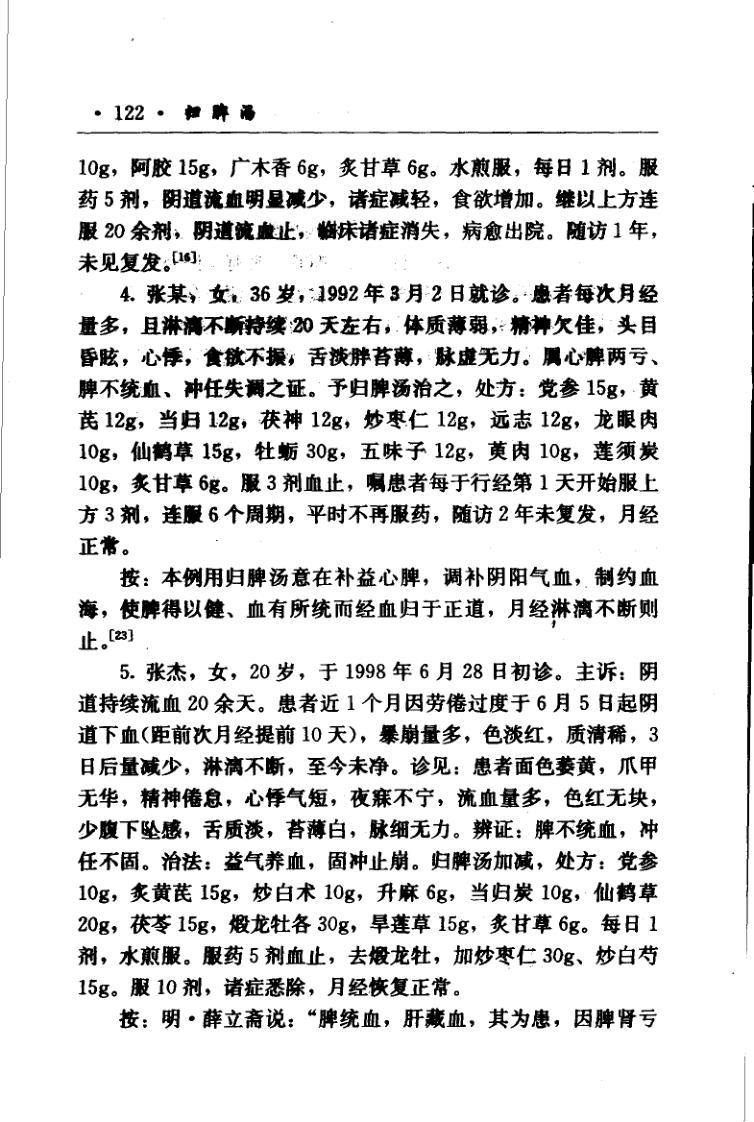 ·122· 归脾汤
10g，阿胶 15g，广木香 6g，炙甘草 6g。水煎服，每日 1 剂。服
药 5 剂，阴道流血明显减少，诸症减轻，食欲增加。继以上方连
服 20 余剂，阴道流血止，临床诸症消失，病愈出院。随访 1 年，
未见复发。[16]
4. 张某，女，36 岁，1992 年 3 月 2 日就诊。患者每次月经
量多，且淋漓不断持续 20 天左右，体质薄弱，精神欠佳，头目
昏眩，心悸，食欲不振，舌淡胖苔薄，脉虚无力。属心脾两亏、
脾不统血、冲任失调之证。予归脾汤治之，处方：党参 15g，黄
芪 12g，当归 12g，茯神 12g，炒枣仁 12g，远志 12g，龙眼肉
10g，仙鹤草 15g，牡蛎 30g，五味子 12g，萸肉 10g，莲须炭
10g，炙甘草 6g。服 3 剂血止，嘱患者每于行经第 1 天开始服上
方 3 剂，连服 6 个周期，平时不再服药，随访 2 年未复发，月经
正常。
按：本例用归脾汤意在补益心脾，调补阴阳气血，制约血
海，使脾得以健、血有所统而经血归于正道，月经淋漓不断则
止。[23]
5. 张杰，女，20 岁，于 1998 年 6 月 28 日初诊。主诉：阴
道持续流血 20 余天。患者近 1 个月因劳倦过度于 6 月 5 日起阴
道下血(距前次月经提前 10 天)，暴崩量多，色淡红，质清稀，3
日后量减少，淋漓不断，至今未净。诊见：患者面色萎黄，爪甲
无华，精神倦怠，心悸气短，夜寐不宁，流血量多，色红无块，
少腹下坠感，舌质淡，苔薄白，脉细无力。辨证：脾不统血，冲
任不固。治法：益气养血，固冲止崩。归脾汤加减，处方：党参
10g，炙黄芪 15g，炒白术 10g，升麻 6g，当归炭 10g，仙鹤草
20g，茯苓 15g，煅龙牡各 30g，旱莲草 15g，炙甘草 6g。每日 1
剂，水煎服。服药 5 剂血止，去煅龙牡，加炒枣仁 30g、炒白芍
15g。服 10 剂，诸症悉除，月经恢复正常。
按：明·薛立斋说：“脾统血，肝藏血，其为患，因脾肾亏